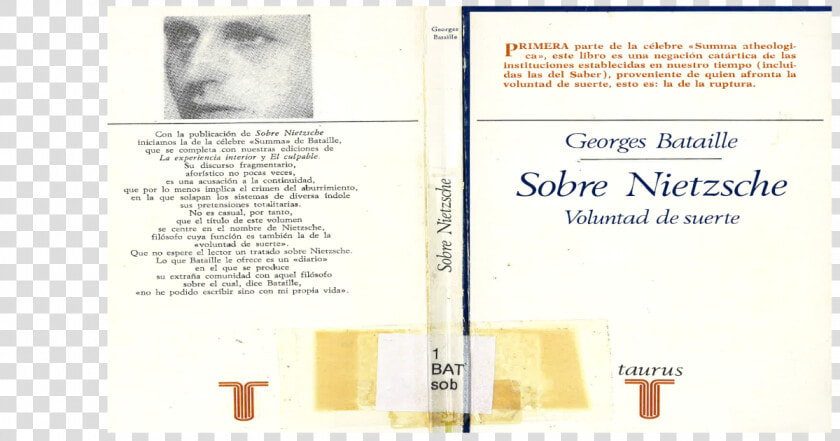 Con la publicación de Sobre Nietzsche
iniciamos la de la célebre «Summa» de Bataille,
que se completa con nuestras ediciones de
La experiencia interior y El culpable.
Su discurso fragmentario,
aforístico no pocas veces,
es una acusación a la continuidad,
que por lo menos implica el crimen del aburrimiento,
en la que solapan los sistemas de diversa índole
sus pretensiones totalitarias.
No es casual, por tanto,
que el título de este volumen
se centre en el nombre de Nietzsche,
filósofo cuya función es también la de la
«voluntad de suerte».
Que no espere el lector un tratado sobre Nietzsche.
Lo que Bataille le ofrece es un «diario»
en el que se produce
su extraña comunidad con aquel filósofo
sobre el cual, dice Bataille,
«no he podido escribir sino con mi propia vida».
Georges
Bataille
Sobre Nietzsche
1
BAT
sob
PRIMERA parte de la célebre «Summa atheologi-
ca», este libro es una negación catártica de las
instituciones establecidas en nuestro tiempo (inclui-
das las del Saber), proveniente de quien afronta la
voluntad de suerte, esto es: la de la ruptura.
Georges Bataille
Sobre Nietzsche
Voluntad de suerte
taurus